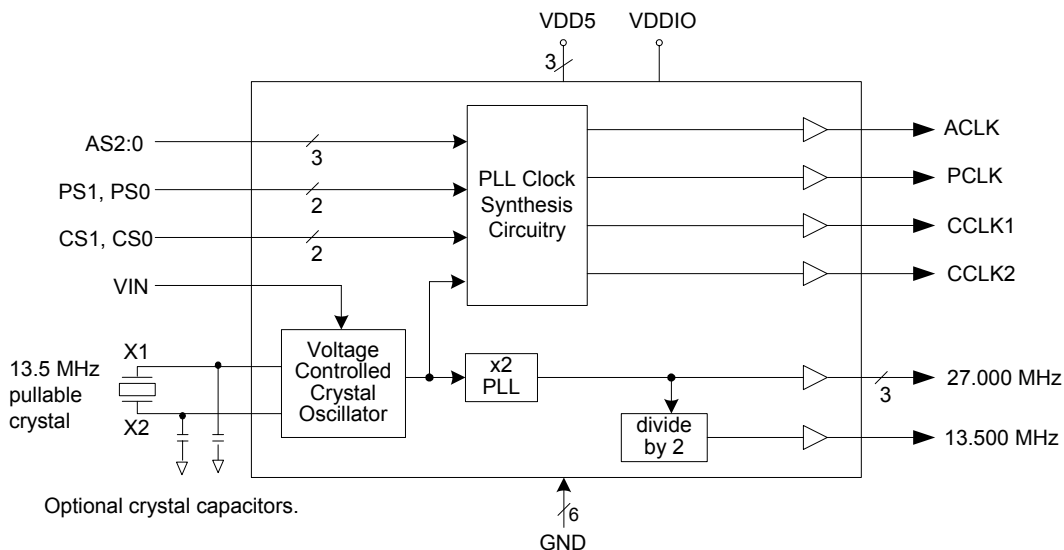 VDD5 VDDIO
3
AS2:0
3
PS1, PS0
2
CS1, CS0
2
VIN
PLL Clock
Synthesis
Circuitry
ACLK
PCLK
CCLK1
CCLK2
13.5 MHz
pullable
crystal
X1
X2
Voltage
Controlled
Crystal
Oscillator
x2
PLL
3
27.000 MHz
divide
by 2
13.500 MHz
Optional crystal capacitors.
6
GND